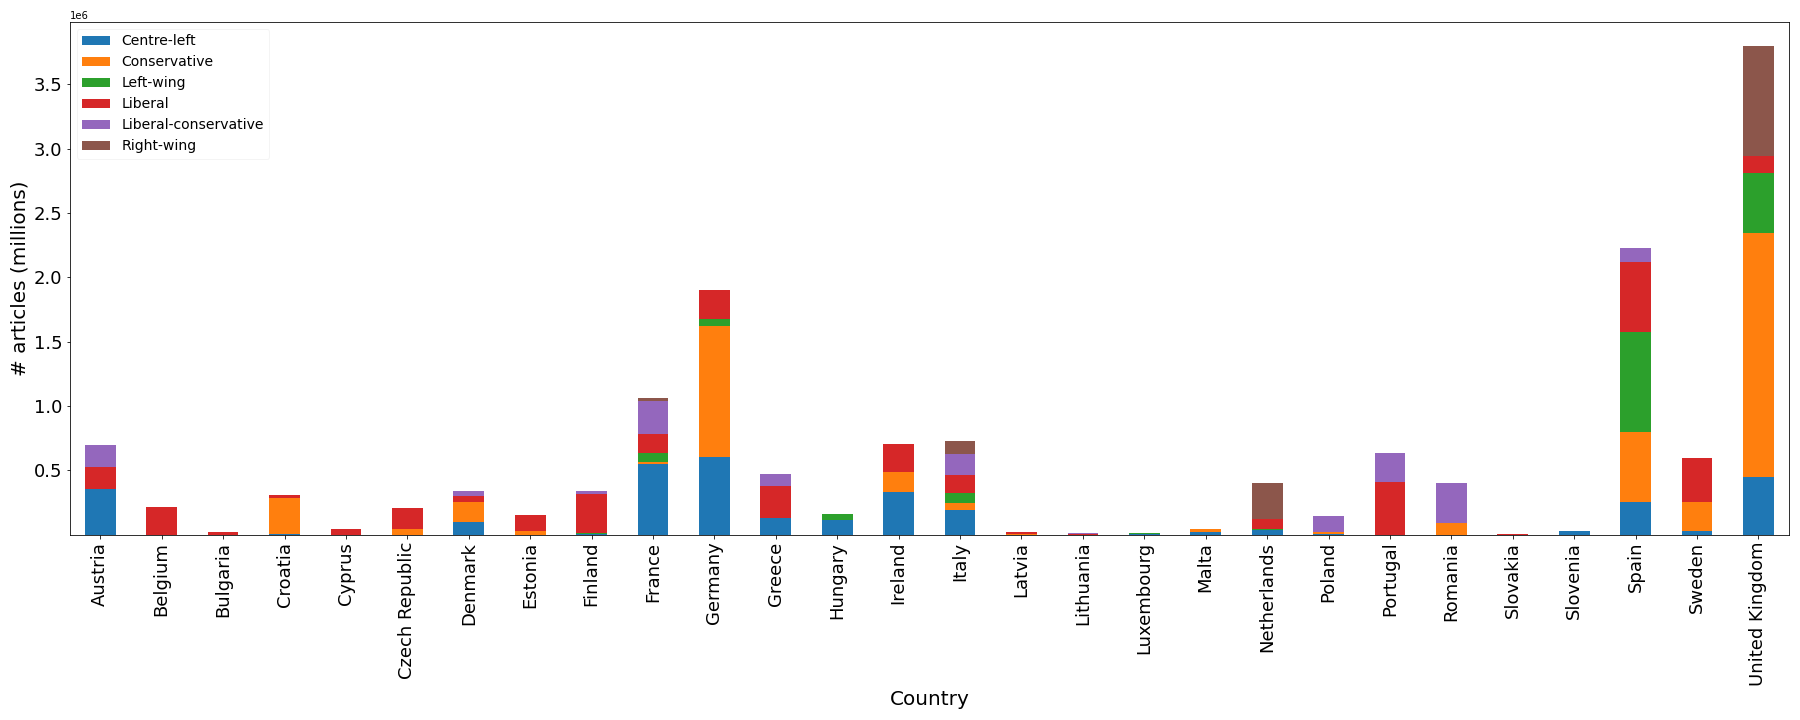 1e6
Centre-left
Conservative
Left-wing
Liberal
Liberal-conservative
Right-wing
# articles (millions)
3.5
3.0
2.5
2.0
1.5
1.0
0.5
Austria
Belgium
Bulgaria
Croatia
Cyprus
Czech Republic
Denmark
Estonia
Finland
France
Germany
Greece
Hungary
Ireland
Italy
Latvia
Lithuania
Luxembourg
Malta
Netherlands
Poland
Portugal
Romania
Slovakia
Slovenia
Spain
Sweden
United Kingdom
Country